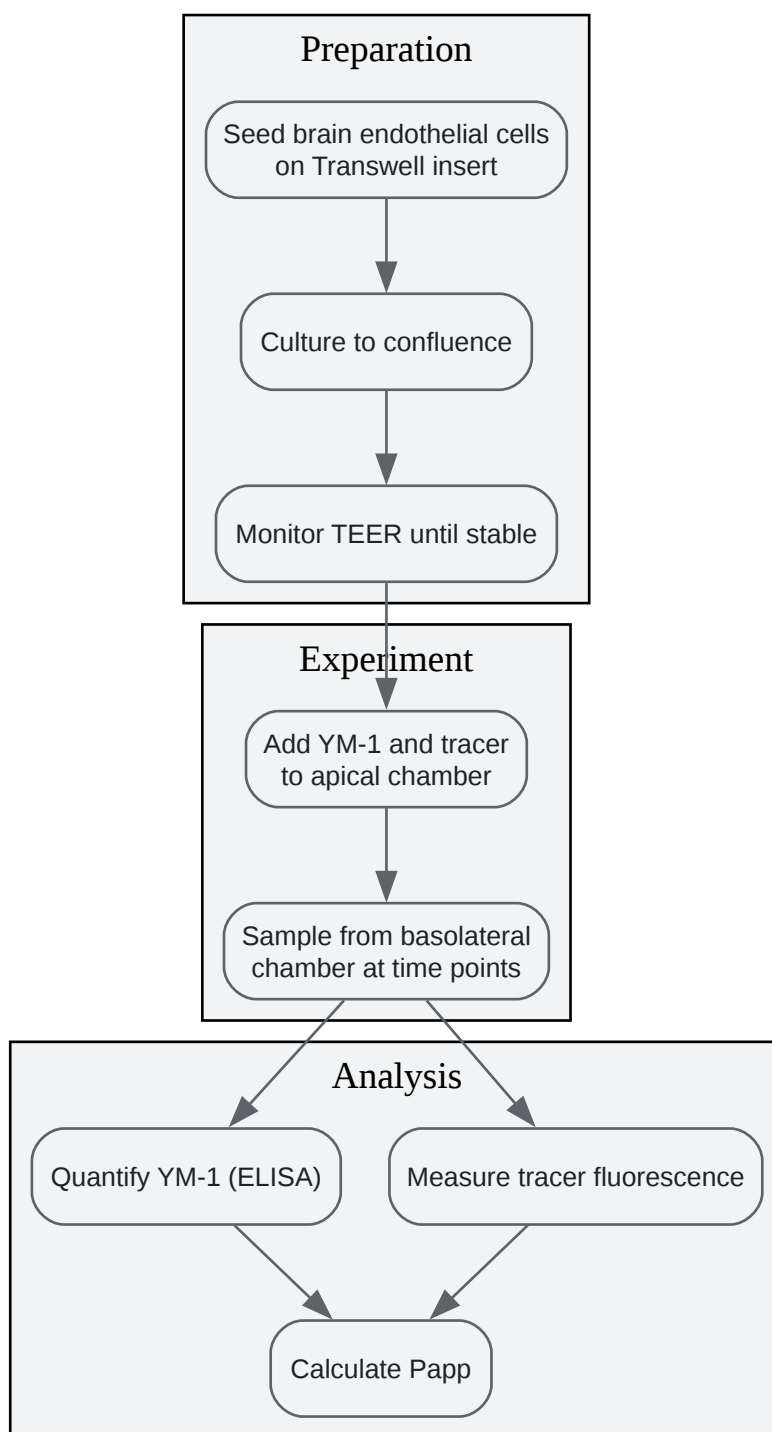 Preparation
Seed brain endothelial cells
on Transwell insert
Culture to confluence
Monitor TEER until stable
Experiment
Add YM-1 and tracer
to apical chamber
Sample from basolateral
chamber at time points
Analysis
Quantify YM-1 (ELISA)
Measure tracer fluorescence
Calculate Papp